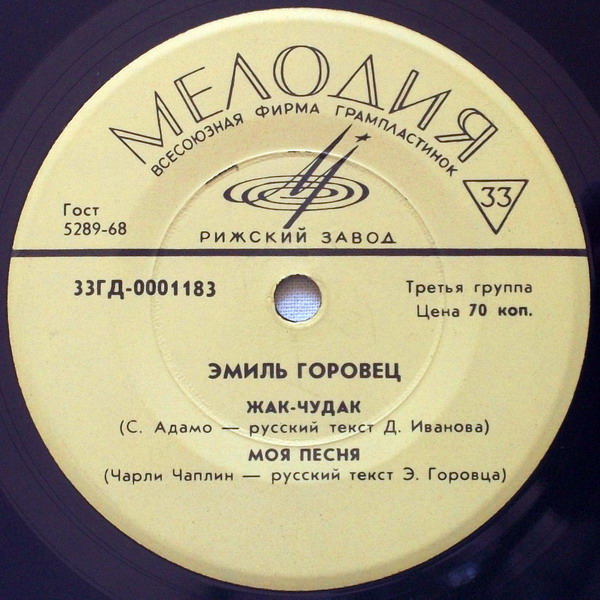 МЕЛОДИЯ
ВСЕСОЮЗНАЯ ФИРМА ГРАМПЛАСТИНОК
33
РИЖСКИЙ ЗАВОД
Гост
5289-68
33ГД-0001183
Третья группа
Цена 70 коп.
ЭМИЛЬ ГОРОВЕЦ
ЖАК-ЧУДАК
(С. Адамо — русский текст Д. Иванова)
МОЯ ПЕСНЯ
(Чарли Чаплин — русский текст Э. Горовца)